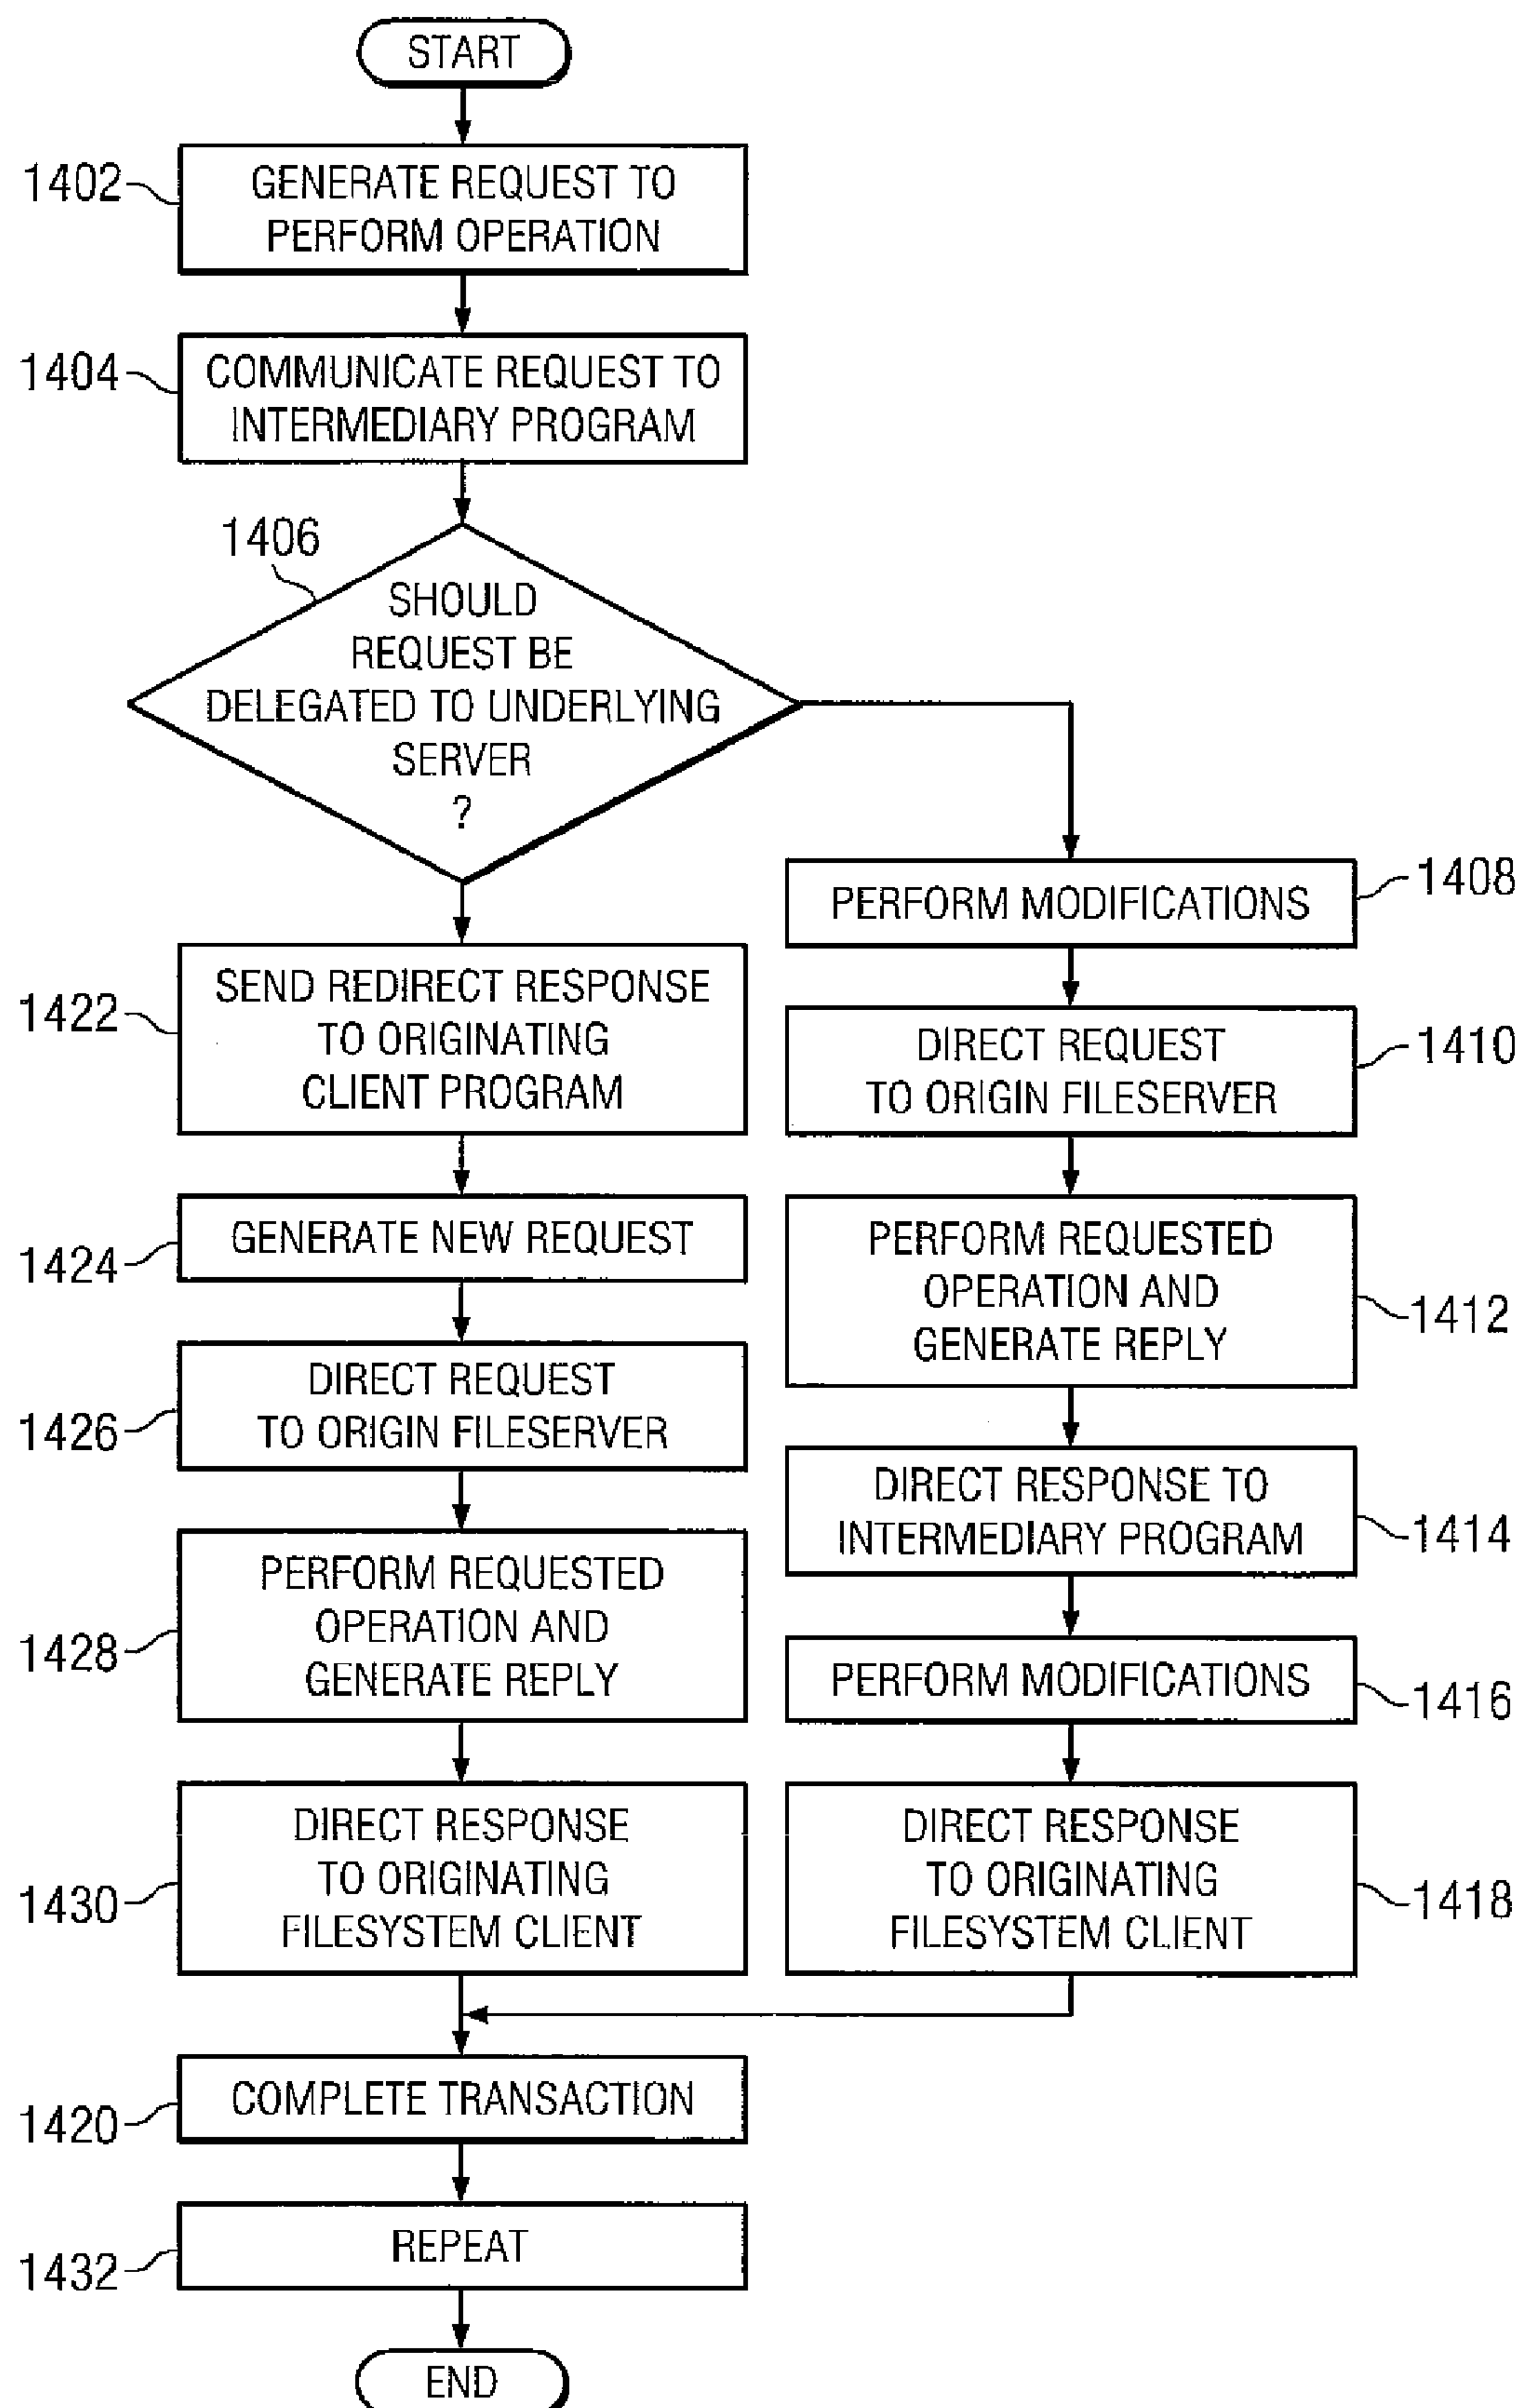 START
1402
GENERATE REQUEST TO
PERFORM OPERATION
1404
COMMUNICATE REQUEST TO
INTERMEDIARY PROGRAM
1406
SHOULD
REQUEST BE
DELEGATED TO UNDERLYING
SERVER
?
1422
SEND REDIRECT RESPONSE
TO ORIGINATING
CLIENT PROGRAM
1424
GENERATE NEW REQUEST
1426
DIRECT REQUEST
TO ORIGIN FILESERVER
1428
PERFORM REQUESTED
OPERATION AND
GENERATE REPLY
1430
DIRECT RESPONSE
TO ORIGINATING
FILESYSTEM CLIENT
PERFORM MODIFICATIONS
1408
DIRECT REQUEST
TO ORIGIN FILESERVER
1410
PERFORM REQUESTED
OPERATION AND
GENERATE REPLY
1412
DIRECT RESPONSE TO
INTERMEDIARY PROGRAM
1414
PERFORM MODIFICATIONS
1416
DIRECT RESPONSE
TO ORIGINATING
FILESYSTEM CLIENT
1418
1420
COMPLETE TRANSACTION
1432
REPEAT
END